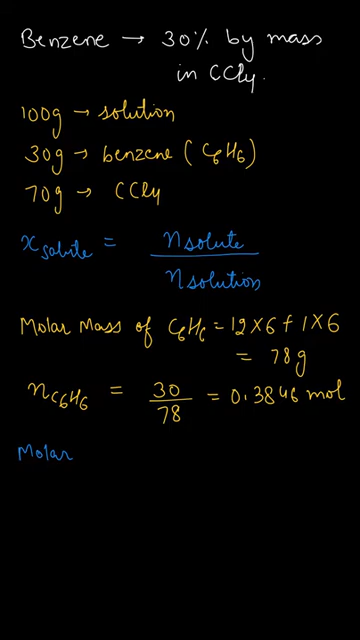 Benzene → 30% by mass
in CCl4.
100g → solution
30g → benzene (C6H6)
70g → CCl4
xsolute = nsolute
nsolution
Molar Mass of C6H6 = 12 × 6 + 1 × 6
= 78g
nC6H6 = 30/78 = 0.3846 mol
Molar